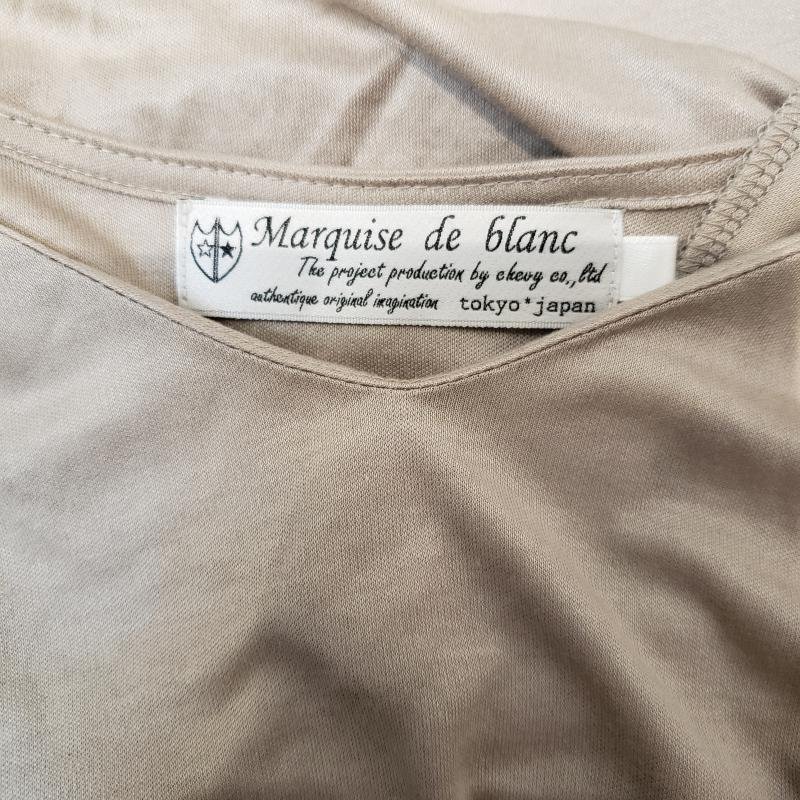 Marquise de blanc
The project production by chevy co.,ltd
authentique original imagination tokyo*japan